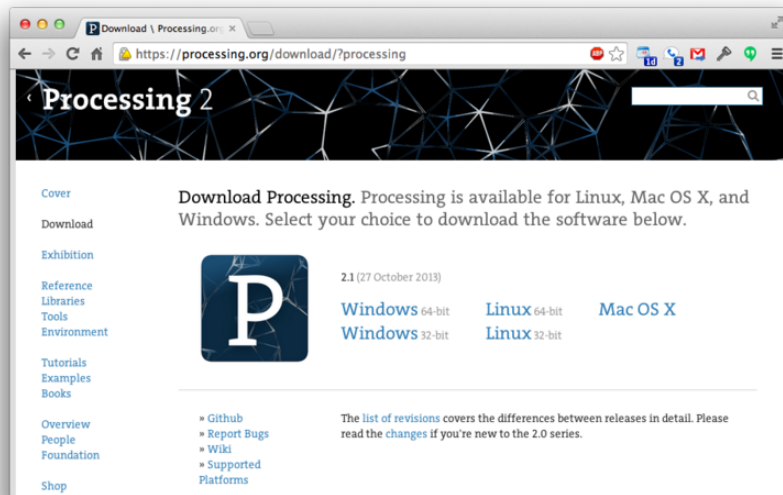 Download \ Processing.or
https://processing.org/download/?processing
ABP
1d
2
‹ Processing 2
Cover
Download
Exhibition
Reference
Libraries
Tools
Environment
Tutorials
Examples
Books
Overview
People
Foundation
Shop
Download Processing. Processing is available for Linux, Mac OS X, and
Windows. Select your choice to download the software below.
P
2.1 (27 October 2013)
Windows 64-bit Linux 64-bit Mac OS X
Windows 32-bit Linux 32-bit
» Github
» Report Bugs
» Wiki
» Supported
Platforms
The list of revisions covers the differences between releases in detail. Please
read the changes if you're new to the 2.0 series.